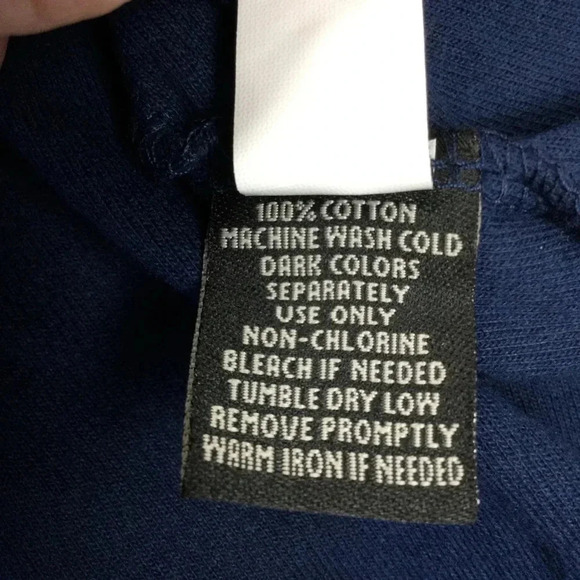 100% COTTON
MACHINE WASH COLD
DARK COLORS
SEPARATELY
USE ONLY
NON-CHLORINE
BLEACH IF NEEDED
TUMBLE DRY LOW
REMOVE PROMPTLY
WARM IRON IF NEEDED